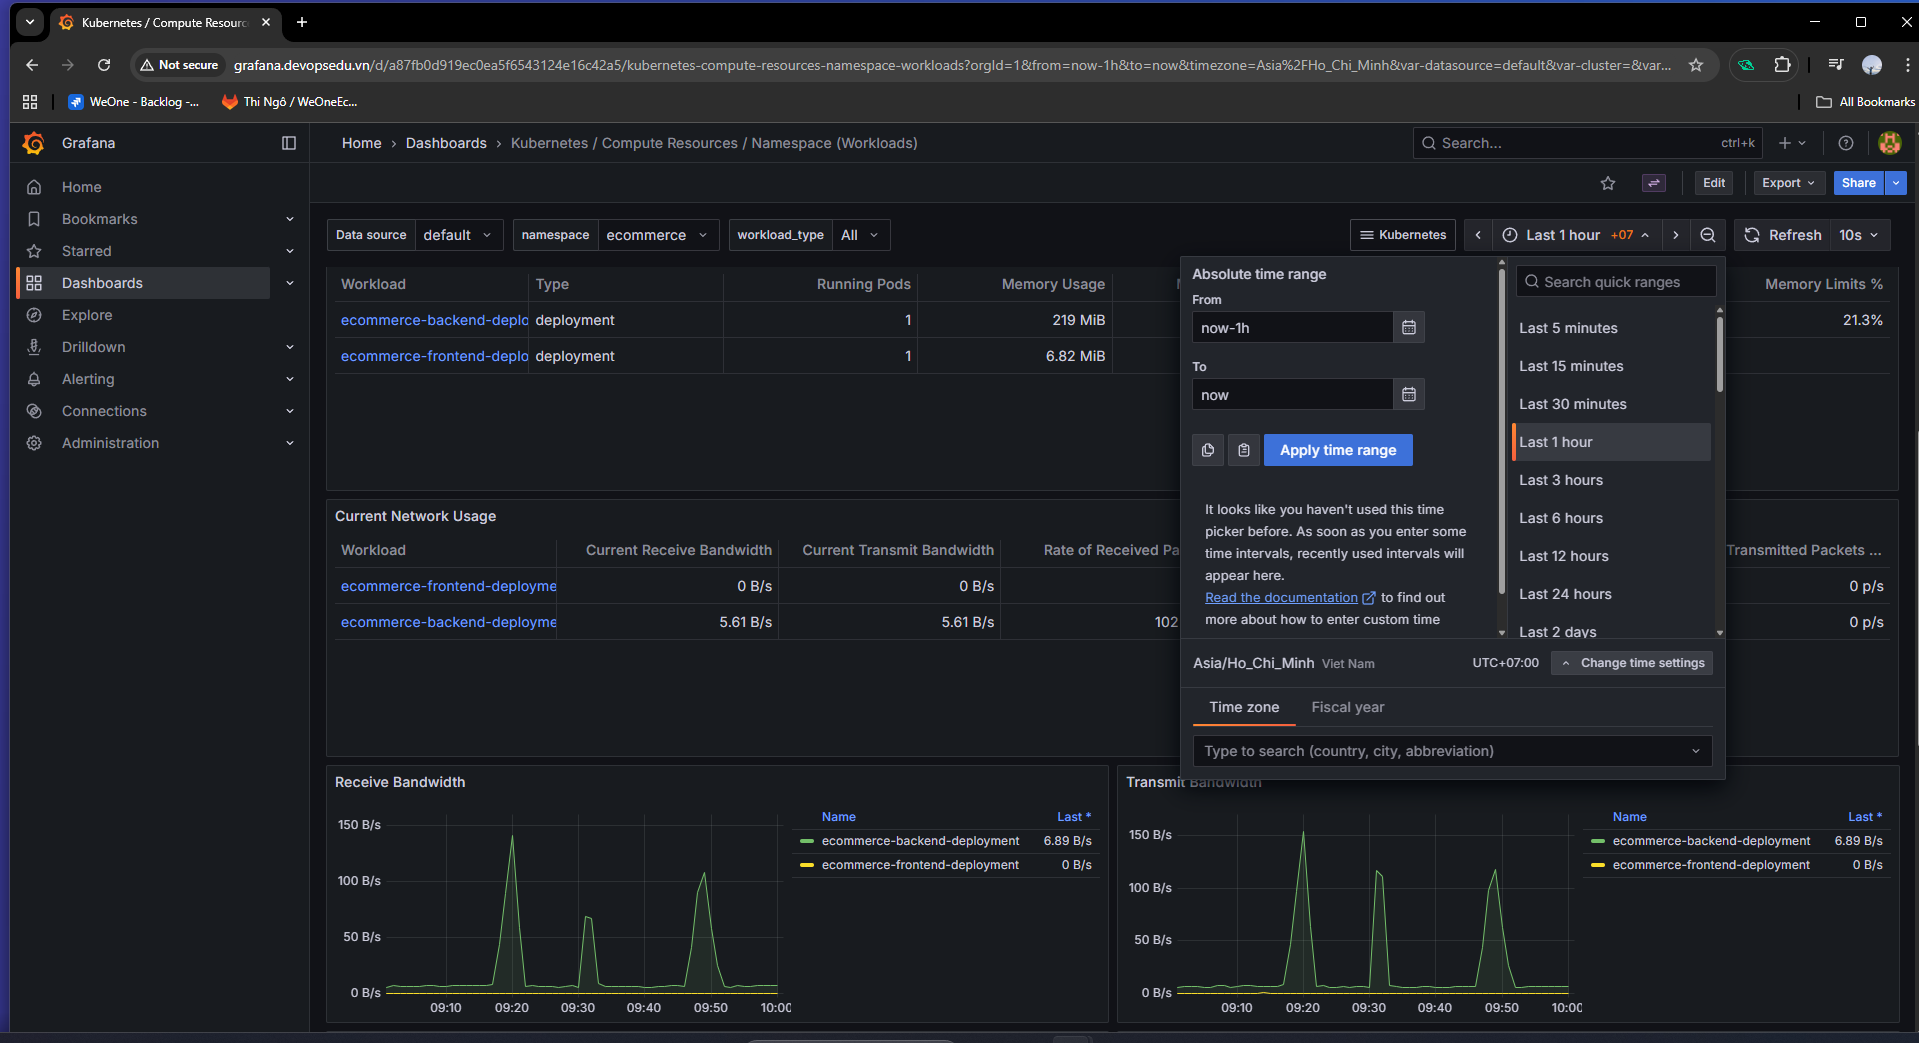 Kubernetes / Compute Resourc
Not secure
grafana.devopsedu.vn/d/a87fb0d919ec0ea5f6543124e16c42a5/kubernetes-compute-resources-namespace-workloads?orgId=1&from=now-1h&to=now&timezone=Asia%2FHo_Chi_Minh&var-datasource=default&var-cluster=&var...
WeOne - Backlog -...
Thi Ngô / WeOneEc...
All Bookmarks
Grafana
Home › Dashboards › Kubernetes / Compute Resources / Namespace (Workloads)
Search...
ctrl+k
Home
Bookmarks
Starred
Dashboards
Explore
Drilldown
Alerting
Connections
Administration
Edit
Export
Share
Data source default
namespace ecommerce
workload_type All
Kubernetes
Last 1 hour +07
Refresh 10s
Workload Type Running Pods Memory Usage Memory Limits %
ecommerce-backend-deplo deployment 1 219 MiB 21.3%
ecommerce-frontend-deplo deployment 1 6.82 MiB
Absolute time range
From
now-1h
To
now
Apply time range
It looks like you haven't used this time
picker before. As soon as you enter some
time intervals, recently used intervals will
appear here.
Read the documentation to find out
more about how to enter custom time
Search quick ranges
Last 5 minutes
Last 15 minutes
Last 30 minutes
Last 1 hour
Last 3 hours
Last 6 hours
Last 12 hours
Last 24 hours
Last 2 days
Asia/Ho_Chi_Minh Viet Nam UTC+07:00 Change time settings
Time zone Fiscal year
Type to search (country, city, abbreviation)
Current Network Usage
Workload Current Receive Bandwidth Current Transmit Bandwidth Rate of Received Pa Transmitted Packets ...
ecommerce-frontend-deployme 0 B/s 0 B/s 0 p/s
ecommerce-backend-deployme 5.61 B/s 5.61 B/s 102 0 p/s
Receive Bandwidth
150 B/s
100 B/s
50 B/s
0 B/s
09:10 09:20 09:30 09:40 09:50 10:00
Name Last *
ecommerce-backend-deployment 6.89 B/s
ecommerce-frontend-deployment 0 B/s
Transmit Bandwidth
150 B/s
100 B/s
50 B/s
0 B/s
09:10 09:20 09:30 09:40 09:50 10:00
Name Last *
ecommerce-backend-deployment 6.89 B/s
ecommerce-frontend-deployment 0 B/s